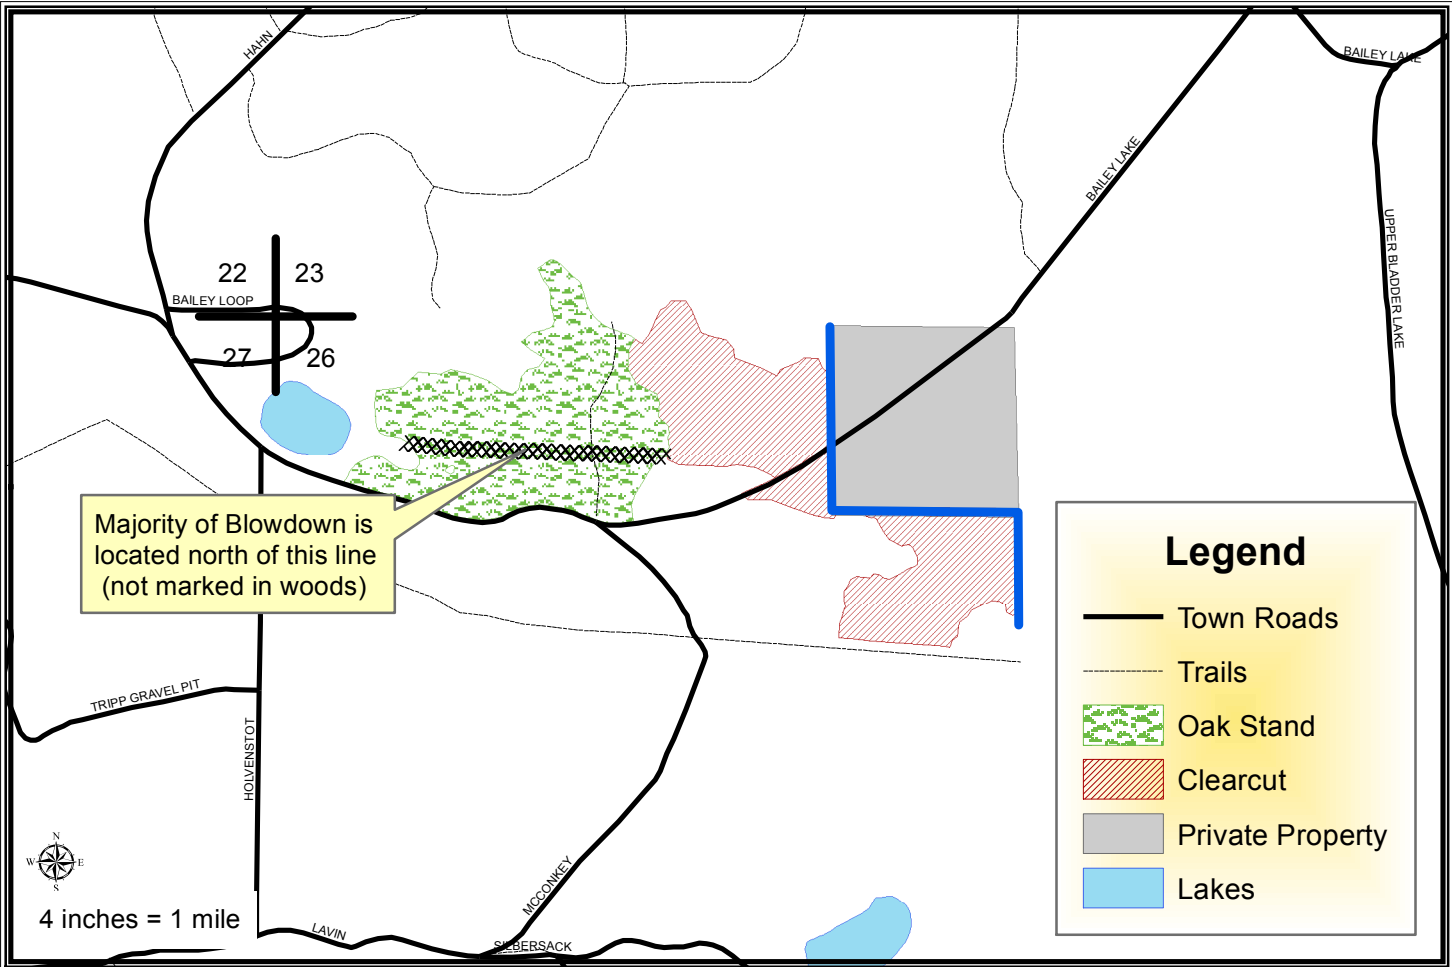 HAHN
BAILEY LAKE
BAILEY LAKE
UPPER BLADDER LAKE
22 23
BAILEY LOOP
27 26
Majority of Blowdown is
located north of this line
(not marked in woods)
TRIPP GRAVEL PIT
HOLVENSTOT
MCCONKEY
LAVIN
SILBERSACK
N
W E
S
4 inches = 1 mile
Legend
Town Roads
Trails
Oak Stand
Clearcut
Private Property
Lakes